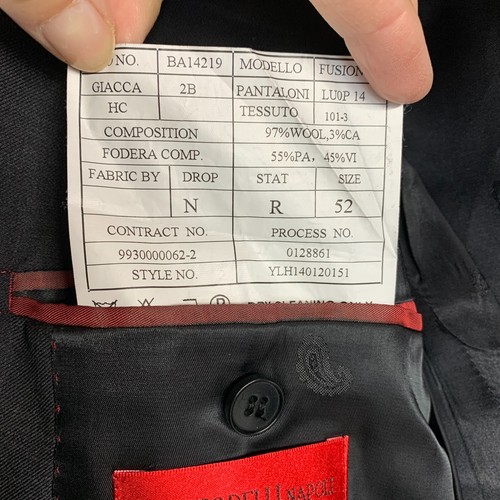 NO. BA14219 MODELLO FUSION
GIACCA 2B PANTALONI LU0P 14
HC TESSUTO 101-3
COMPOSITION 97%WOOL,3%CA
FODERA COMP. 55%PA, 45%VI
FABRIC BY DROP STAT SIZE
N R 52
CONTRACT NO. PROCESS NO.
9930000062-2 0128861
STYLE NO. YLH140120151
DRY CLEANING ONLY
NAPOLI